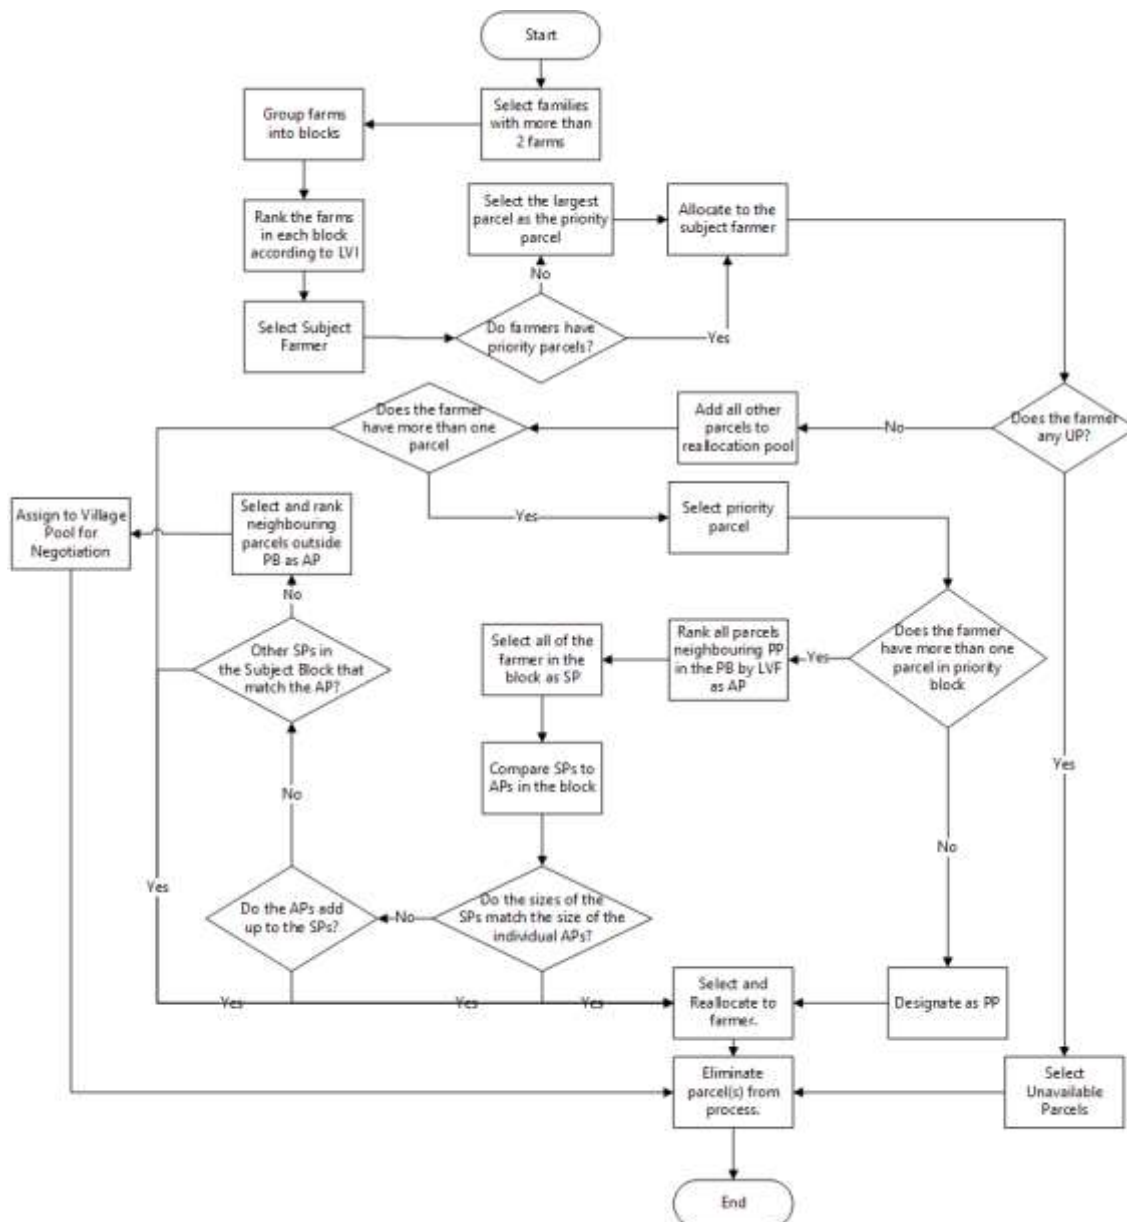 Start
Select families
with more than
2 farms
Group farms
into blocks
Rank the farms
in each block
according to LVI
Select Subject
Farmer
Do farmers have
priority parcels?
No
Select the largest
parcel as the priority
parcel
Yes
Allocate to the
subject farmer
Does the farmer
any UP?
No
Add all other
parcels to
reallocation pool
Does the farmer
have more than one
parcel
Yes
Select priority
parcel
Does the farmer
have more than one
parcel in priority
block
Yes
Rank all parcels
neighbouring PP
in the PB by LVF
as AP
Select all of the
farmer in the
block as SP
Compare SPs to
APs in the block
Do the sizes of the
SPs match the size of the
individual APs?
No
Do the APs add
up to the SPs?
No
Other SPs in
the Subject Block that
match the AP?
No
Select and rank
neighbouring
parcels outside
PB as AP
Assign to Village
Pool for
Negotiation
Yes
Yes
Yes
Yes
Select and
Reallocate to
farmer.
No
Designate as PP
Yes
Select
Unavailable
Parcels
Eliminate
parcel(s) from
process.
End